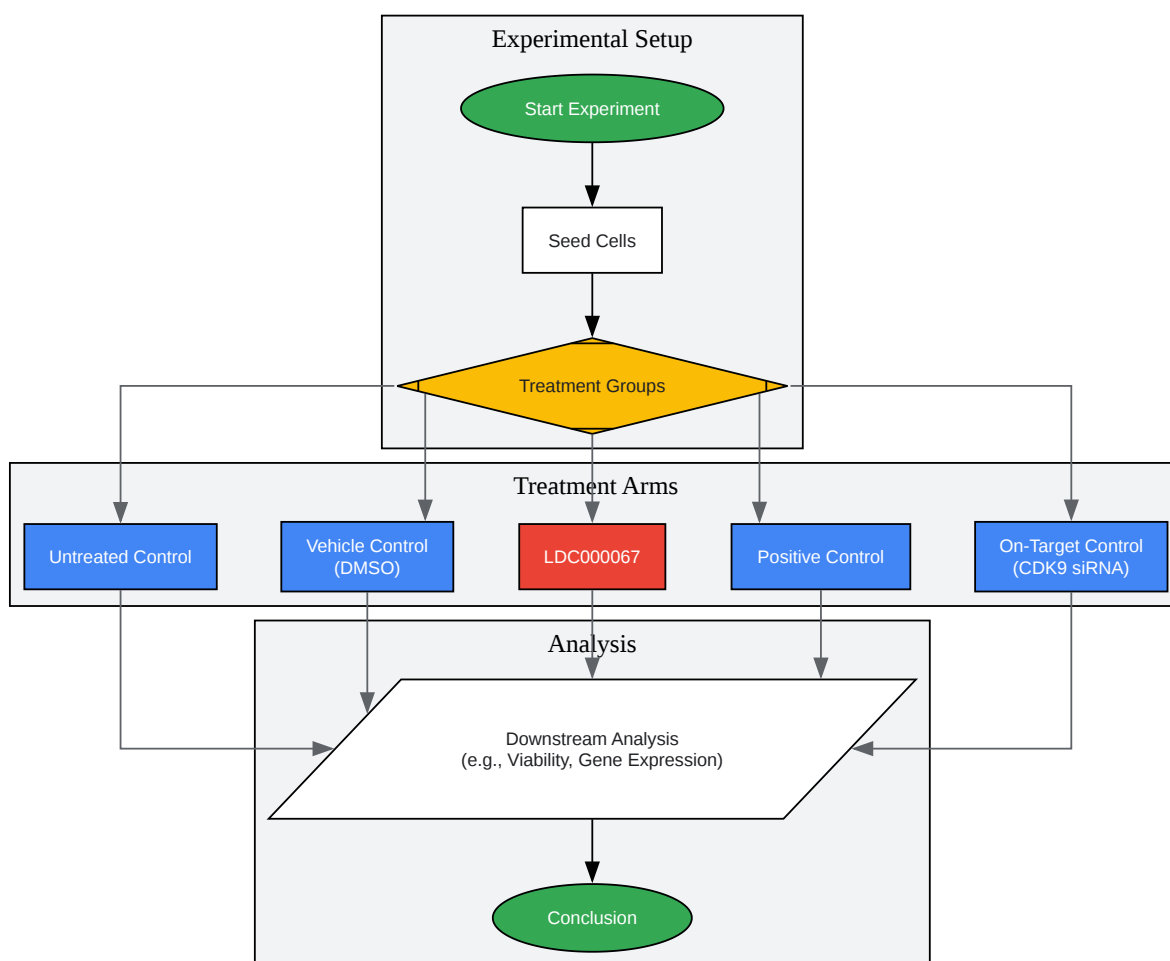 Experimental Setup
Start Experiment
Seed Cells
Treatment Groups
Treatment Arms
Untreated Control
Vehicle Control
(DMSO)
LDC000067
Positive Control
On-Target Control
(CDK9 siRNA)
Analysis
Downstream Analysis
(e.g., Viability, Gene Expression)
Conclusion